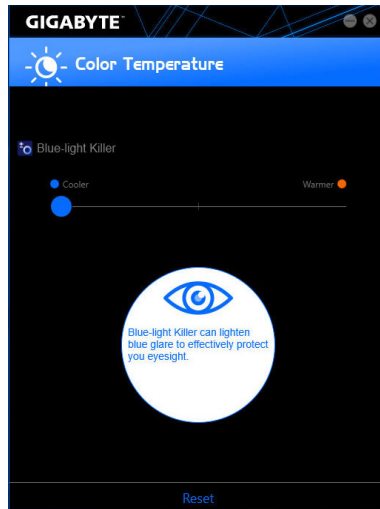 GIGABYTE™
Color Temperature
Blue-light Killer
Cooler
Warmer
Blue-light Killer can lighten
blue glare to effectively protect
you eyesight.
Reset